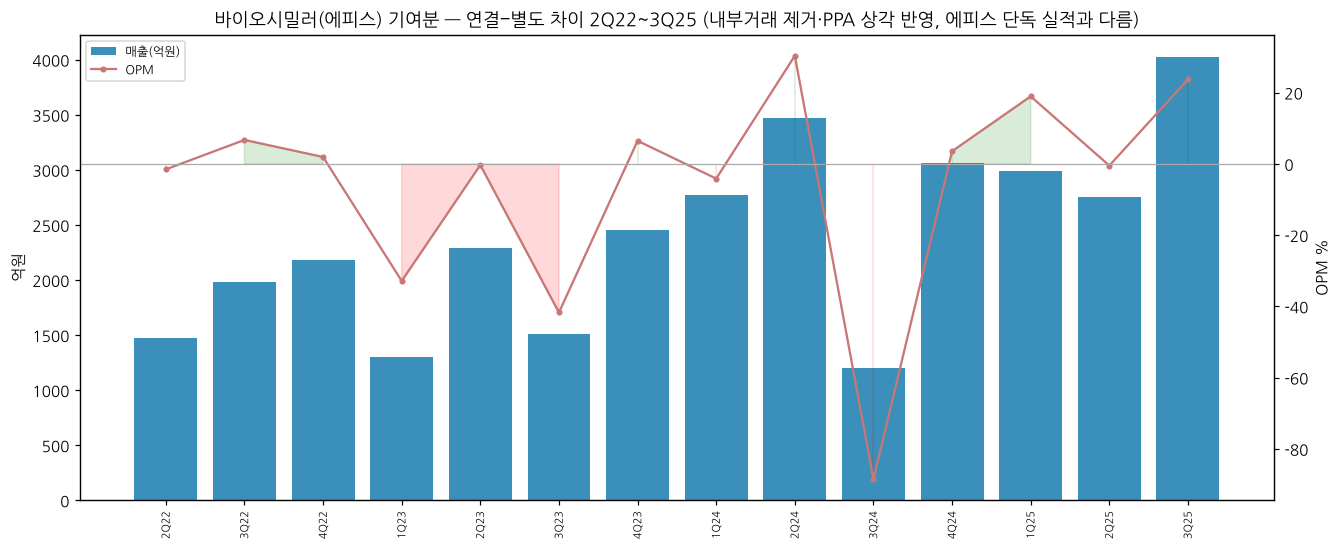 바이오시밀러(에피스) 기여분 — 연결−별도 차이 2Q22~3Q25 (내부거래 제거·PPA 상각 반영, 에피스 단독 실적과 다름)
매출(억원)
OPM
억원
4000
3500
3000
2500
2000
1500
1000
500
0
20
0
-20
-40
-60
-80
OPM %
2Q22
3Q22
4Q22
1Q23
2Q23
3Q23
4Q23
1Q24
2Q24
3Q24
4Q24
1Q25
2Q25
3Q25